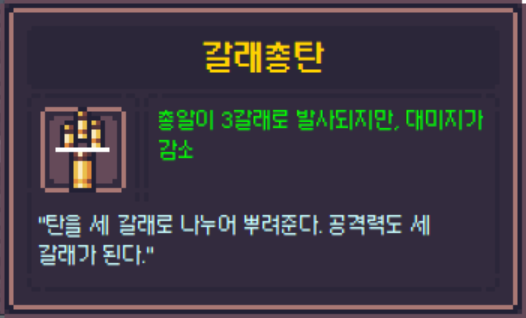 갈래총탄
총알이 3갈래로 발사되지만, 대미지가
감소
"탄을 세 갈래로 나누어 뿌려준다. 공격력도 세
갈래가 된다."